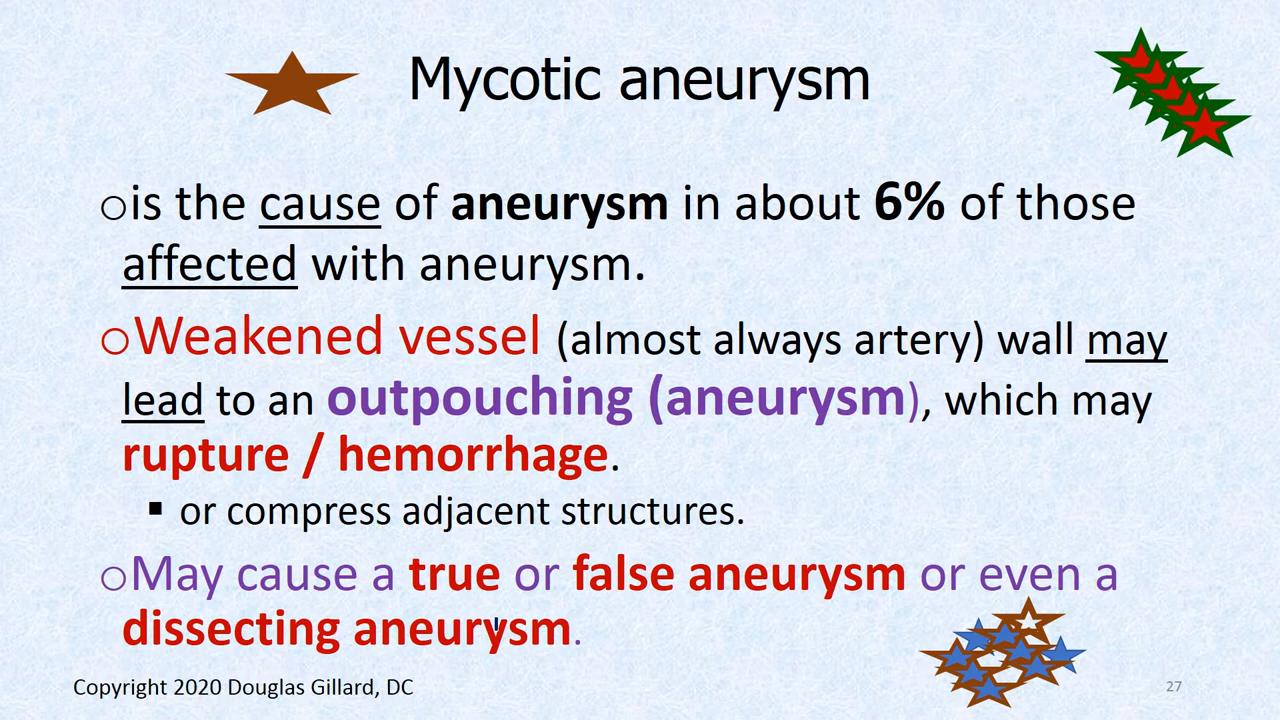 Mycotic aneurysm
is the cause of aneurysm in about 6% of those
affected with aneurysm.
Weakened vessel (almost always artery) wall may
lead to an outpouching (aneurysm), which may
rupture / hemorrhage.
or compress adjacent structures.
May cause a true or false aneurysm or even a
dissecting aneurysm.
Copyright 2020 Douglas Gillard, DC
27